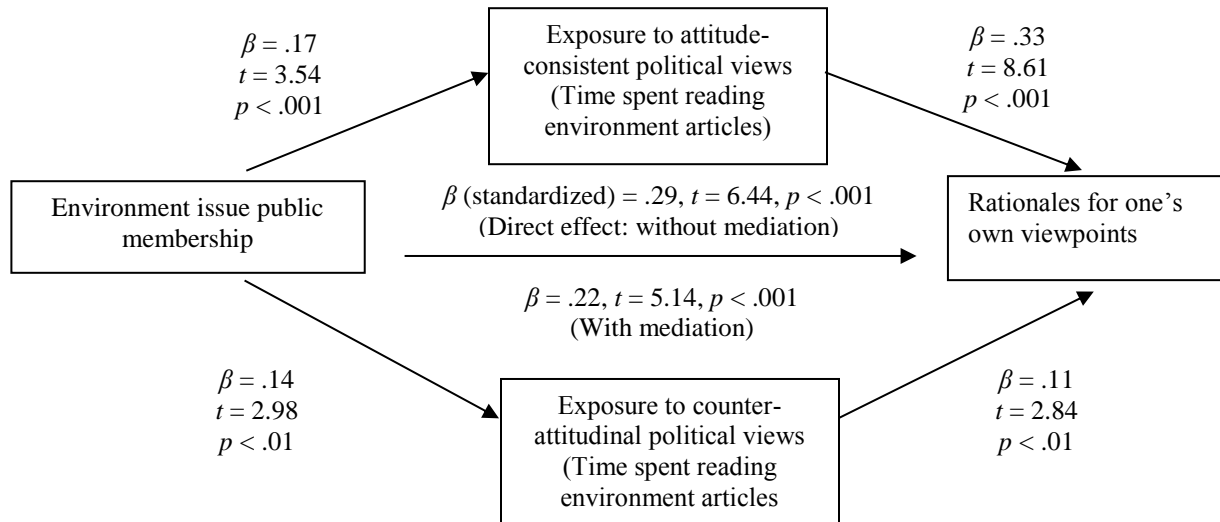 β = .17
t = 3.54
p < .001
Exposure to attitude-
consistent political views
(Time spent reading
environment articles)
β = .33
t = 8.61
p < .001
Environment issue public
membership
β (standardized) = .29, t = 6.44, p < .001
(Direct effect: without mediation)
β = .22, t = 5.14, p < .001
(With mediation)
Rationales for one’s
own viewpoints
β = .14
t = 2.98
p < .01
Exposure to counter-
attitudinal political views
(Time spent reading
environment articles
β = .11
t = 2.84
p < .01